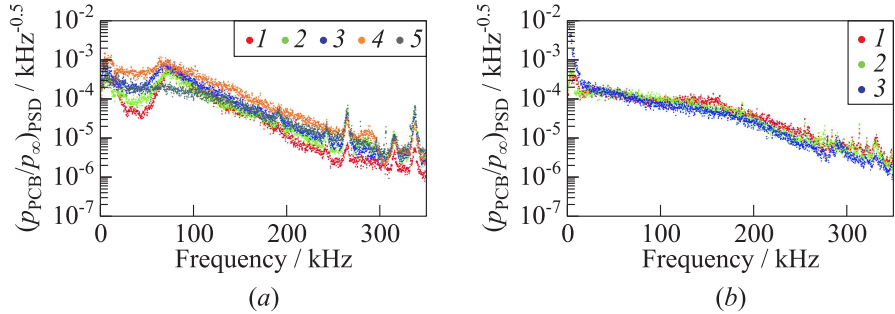 (p_PCB/p_∞)_PSD / kHz^-0.5
10^-2
10^-3
10^-4
10^-5
10^-6
10^-7
1 2 3 4 5
0 100 200 300
Frequency / kHz
(a)
(p_PCB/p_∞)_PSD / kHz^-0.5
10^-2
10^-3
10^-4
10^-5
10^-6
10^-7
1
2
3
0 100 200 300
Frequency / kHz
(b)